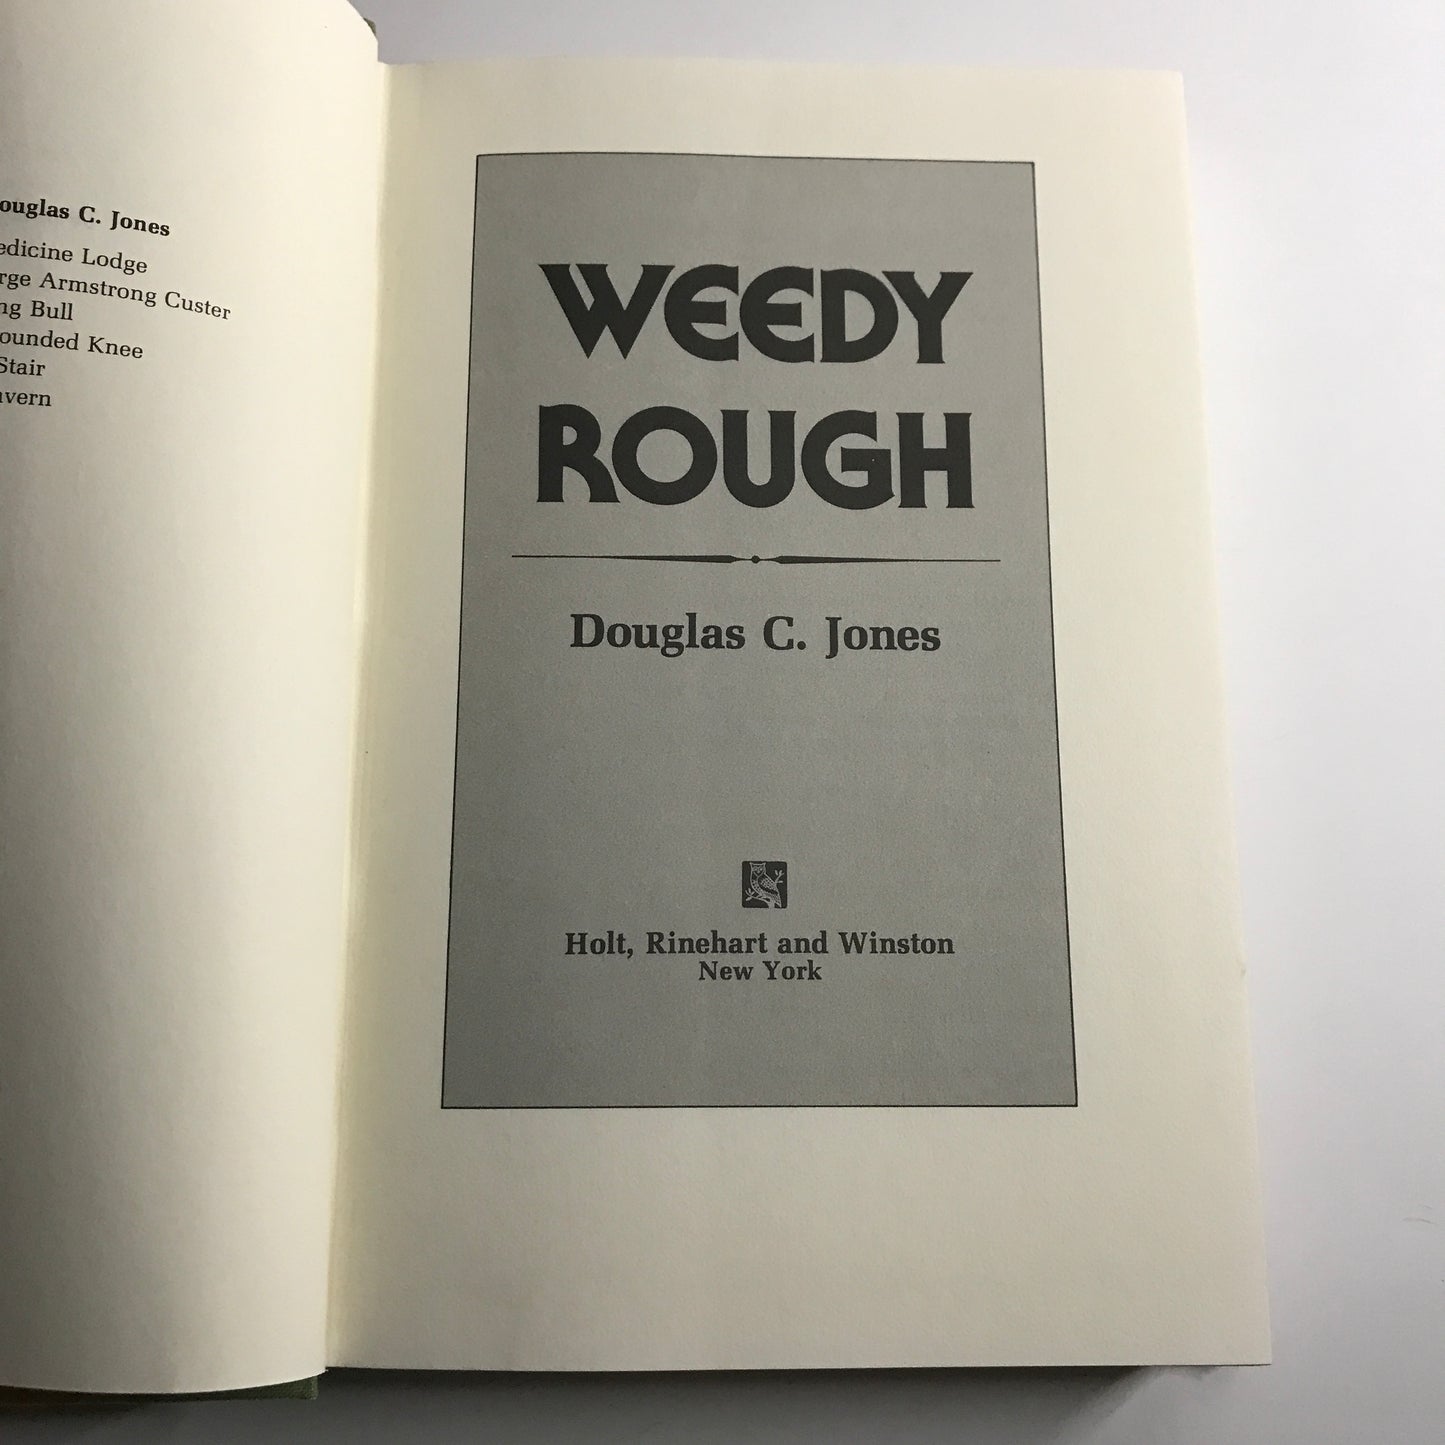 ouglas C. Jones
edicine Lodge
rge Armstrong Custer
ng Bull
ounded Knee
Stair
vern
WEEDY
ROUGH
Douglas C. Jones
Holt, Rinehart and Winston
New York